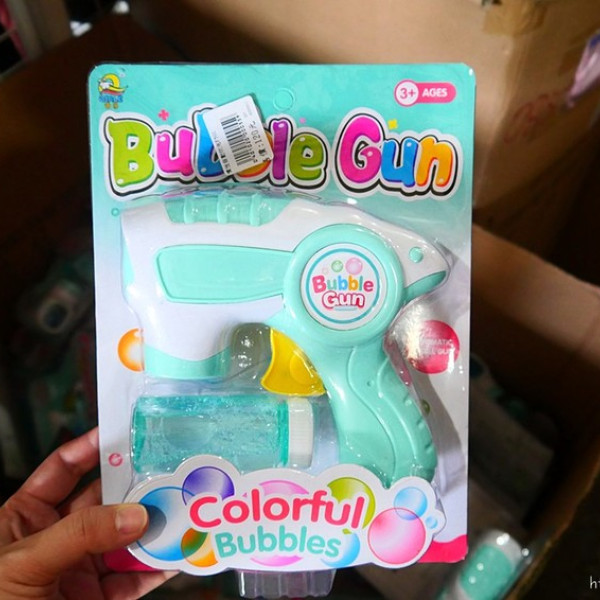 3+ AGES
Bubble Gun
Bubble
Gun
Colorful
Bubbles